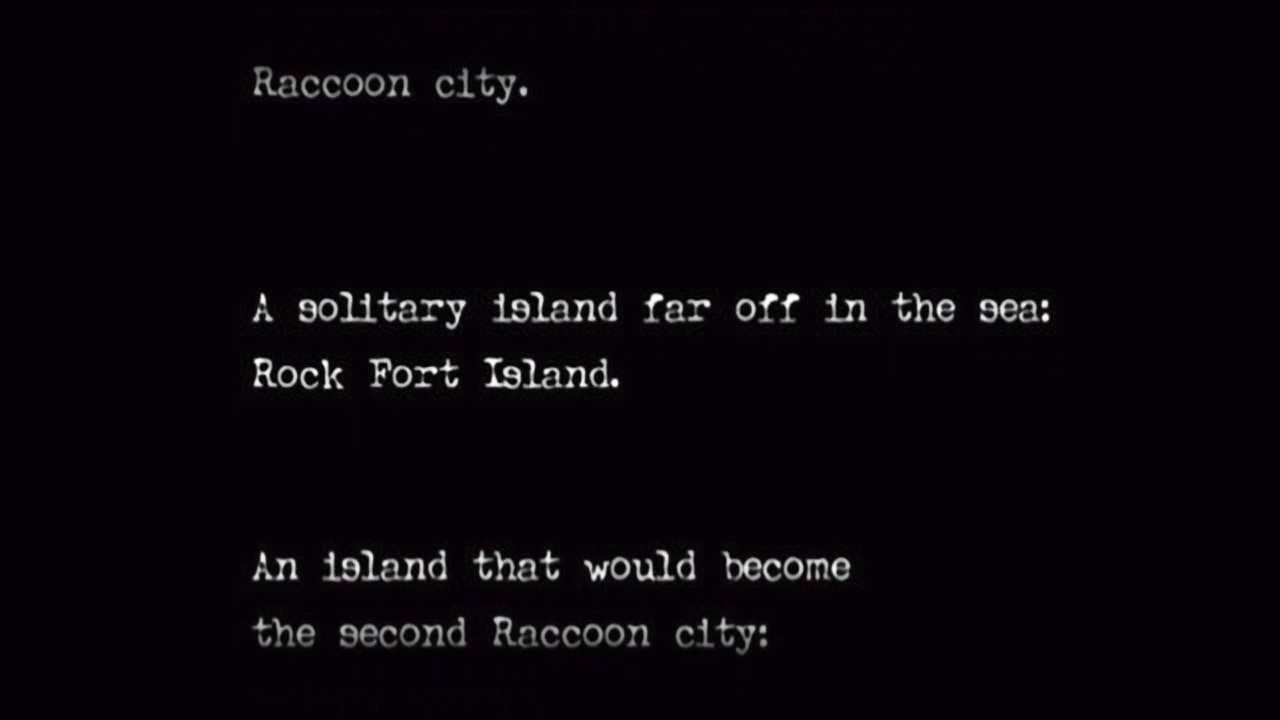 Raccoon city.
A solitary island far off in the sea:
Rock Fort Island.
An island that would become
the second Raccoon city: